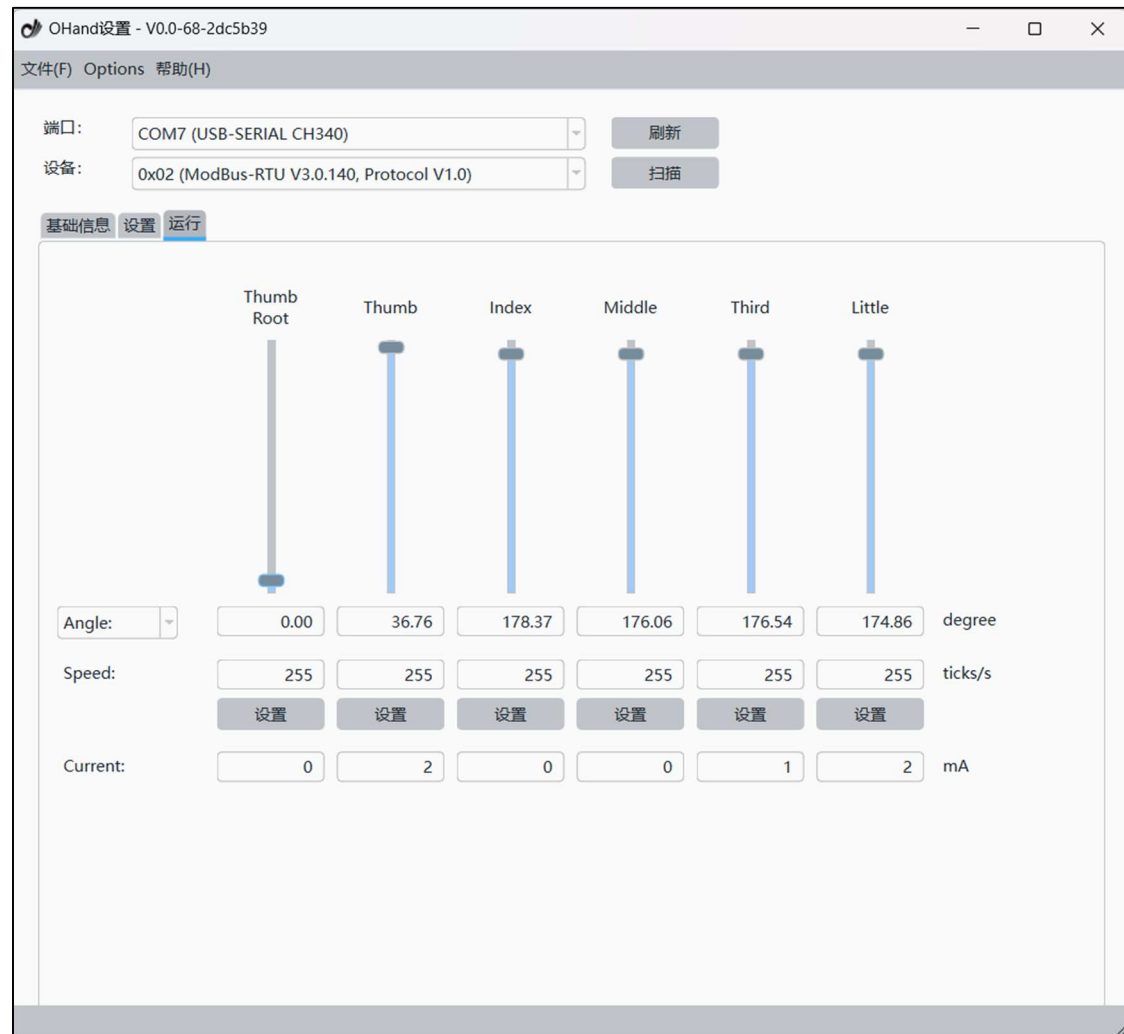 OHand设置 - V0.0-68-2dc5b39
文件(F) Options 帮助(H)
端口: COM7 (USB-SERIAL CH340) 刷新
设备: 0x02 (ModBus-RTU V3.0.140, Protocol V1.0) 扫描
基础信息 设置 运行
Thumb Root Thumb Index Middle Third Little
Angle: 0.00 36.76 178.37 176.06 176.54 174.86 degree
Speed: 255 255 255 255 255 255 ticks/s
设置 设置 设置 设置 设置 设置
Current: 0 2 0 0 1 2 mA